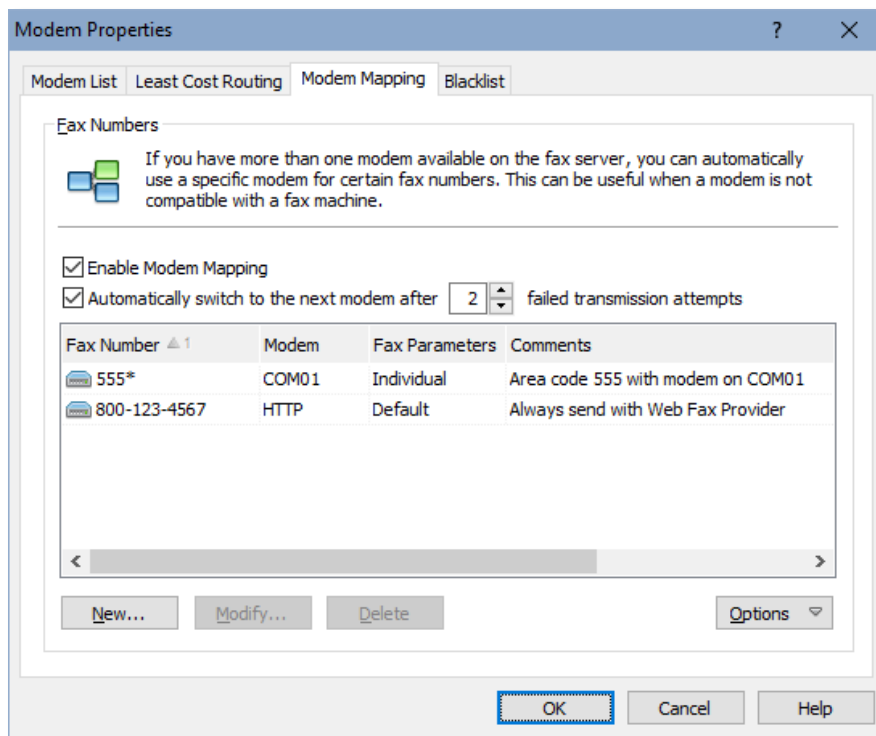 Modem Properties ?
Modem List Least Cost Routing Modem Mapping Blacklist
Fax Numbers
If you have more than one modem available on the fax server, you can automatically
use a specific modem for certain fax numbers. This can be useful when a modem is not
compatible with a fax machine.
Enable Modem Mapping
Automatically switch to the next modem after 2 failed transmission attempts
Fax Number 1 Modem Fax Parameters Comments
555* COM01 Individual Area code 555 with modem on COM01
800-123-4567 HTTP Default Always send with Web Fax Provider
New... Modify... Delete Options
OK Cancel Help